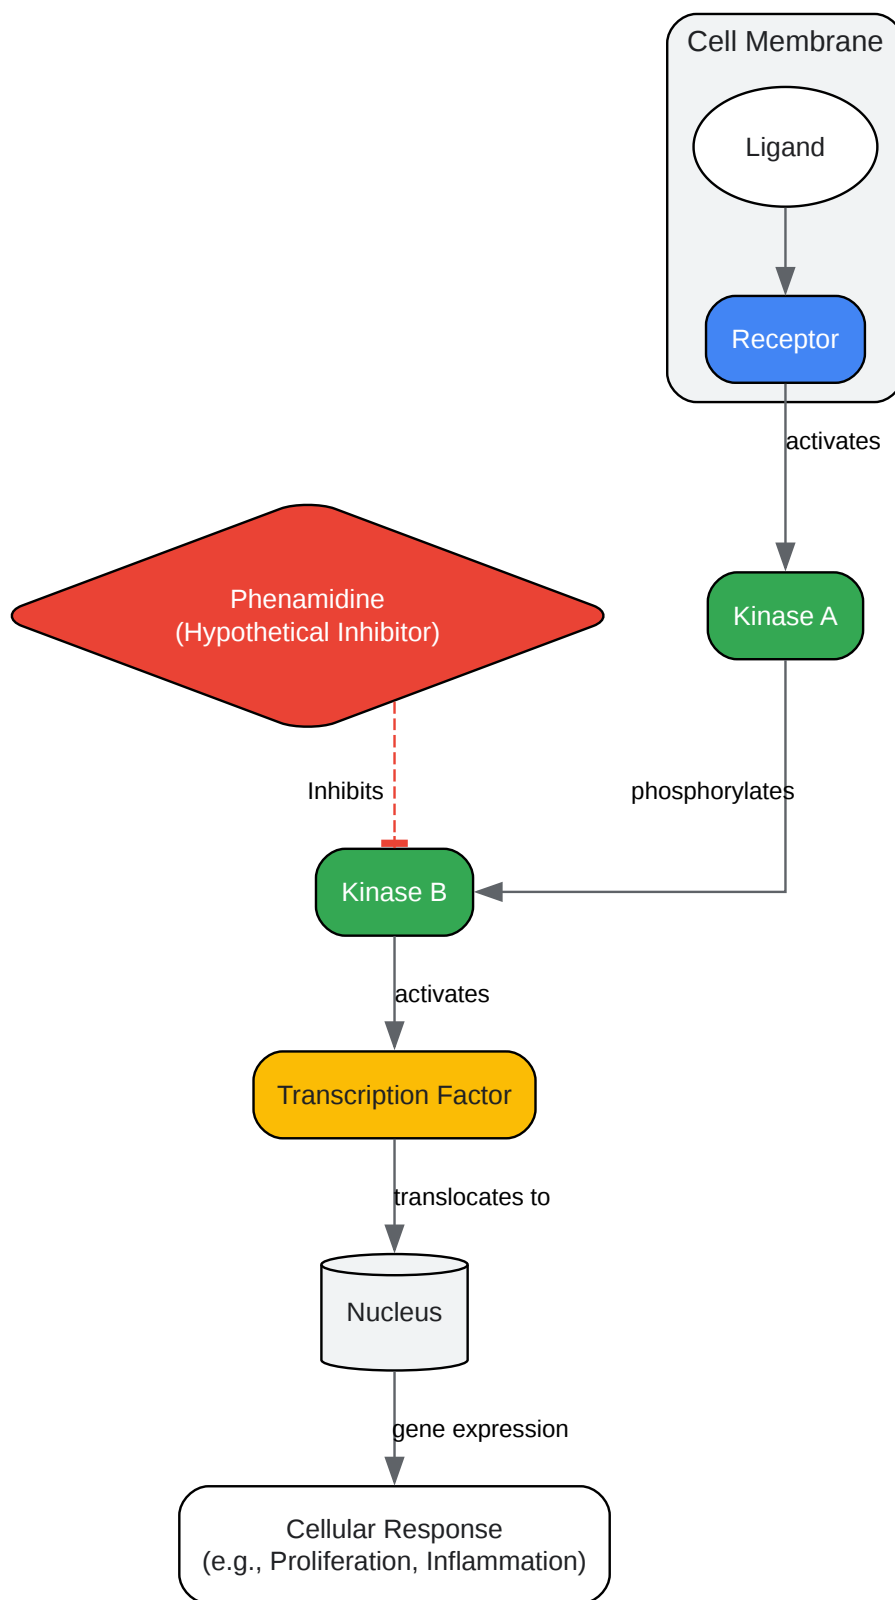 Cell Membrane
Ligand
Receptor
activates
Phenamidine
(Hypothetical Inhibitor)
Kinase A
Inhibits
phosphorylates
Kinase B
activates
Transcription Factor
translocates to
Nucleus
gene expression
Cellular Response
(e.g., Proliferation, Inflammation)